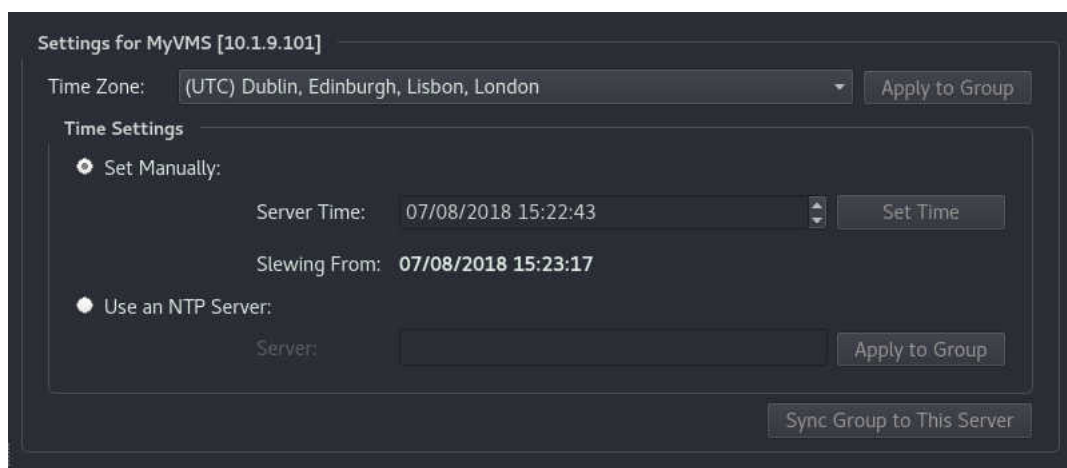 Settings for MyVMS [10.1.9.101]
Time Zone: (UTC) Dublin, Edinburgh, Lisbon, London Apply to Group
Time Settings
Set Manually:
Server Time: 07/08/2018 15:22:43 Set Time
Slewing From: 07/08/2018 15:23:17
Use an NTP Server:
Server: Apply to Group
Sync Group to This Server